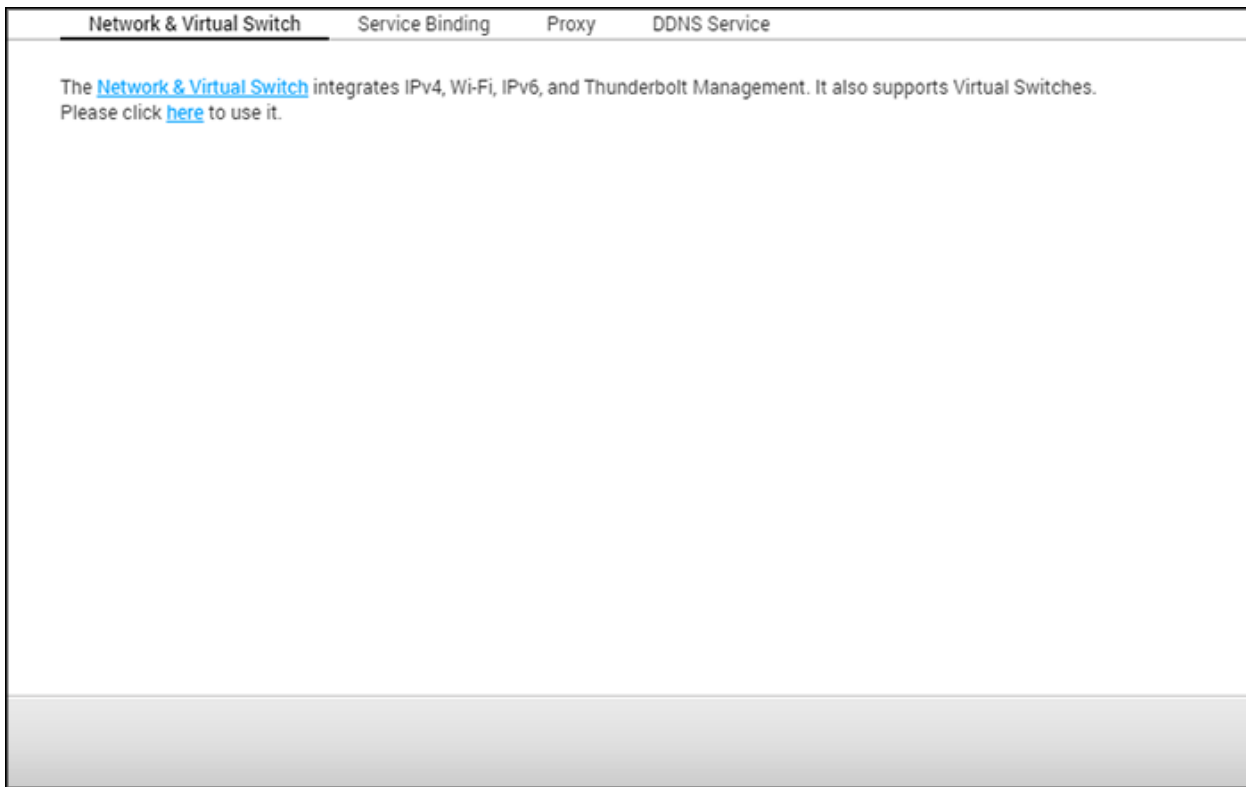 Network & Virtual Switch Service Binding Proxy DDNS Service
The Network & Virtual Switch integrates IPv4, Wi-Fi, IPv6, and Thunderbolt Management. It also supports Virtual Switches.
Please click here to use it.